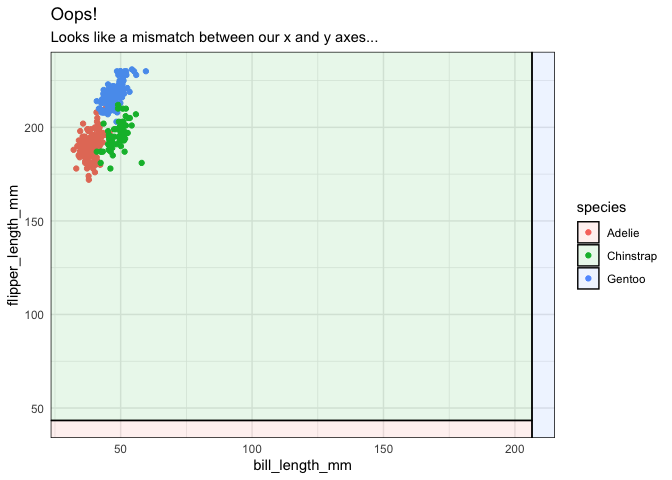 Oops!
Looks like a mismatch between our x and y axes...
200
150
100
50
flipper_length_mm
50
100
150
200
bill_length_mm
species
Adelie
Chinstrap
Gentoo